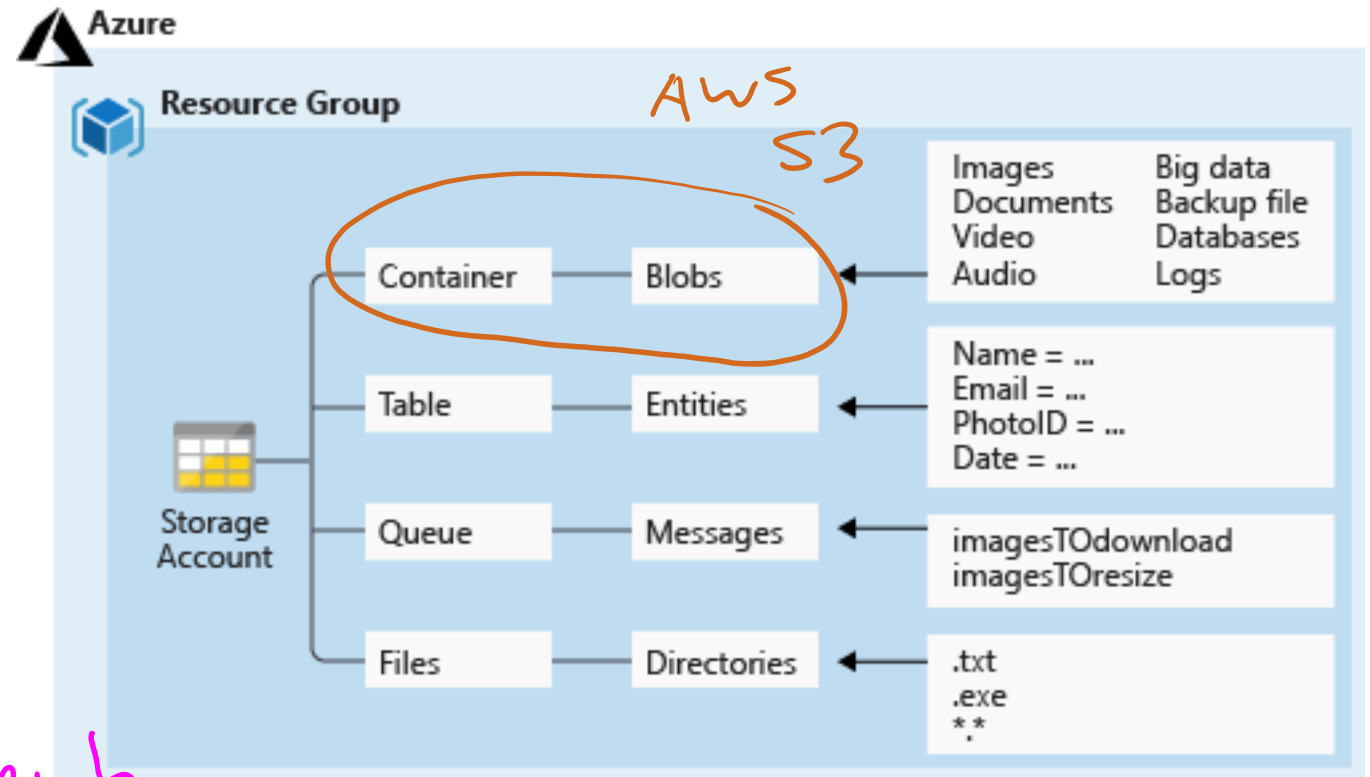 Azure
Resource Group
AWS
S3
Images Big data
Documents Backup file
Video Databases
Audio Logs
Container Blobs
Name = ...
Email = ...
PhotoID = ...
Date = ...
Table Entities
Storage
Account
Queue Messages
imagesTOdownload
imagesTOresize
Files Directories
.txt
.exe
*.*